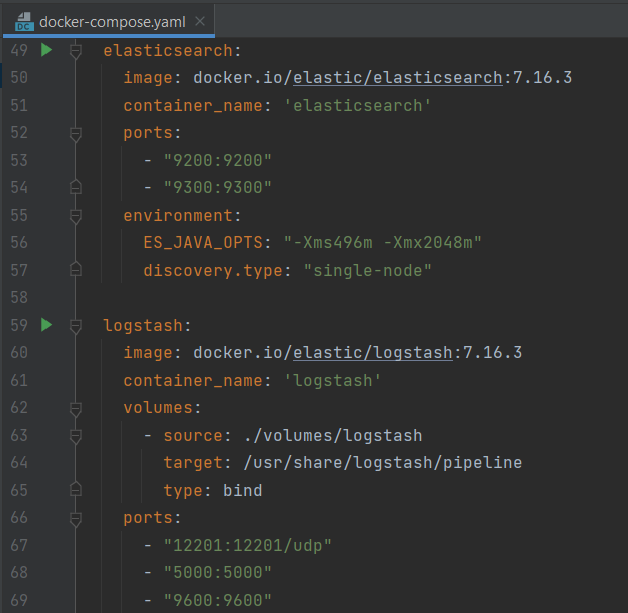 DC docker-compose.yaml
49 elasticsearch:
50 image: docker.io/elastic/elasticsearch:7.16.3
51 container_name: 'elasticsearch'
52 ports:
53 - "9200:9200"
54 - "9300:9300"
55 environment:
56 ES_JAVA_OPTS: "-Xms496m -Xmx2048m"
57 discovery.type: "single-node"
58
59 logstash:
60 image: docker.io/elastic/logstash:7.16.3
61 container_name: 'logstash'
62 volumes:
63 - source: ./volumes/logstash
64 target: /usr/share/logstash/pipeline
65 type: bind
66 ports:
67 - "12201:12201/udp"
68 - "5000:5000"
69 - "9600:9600"